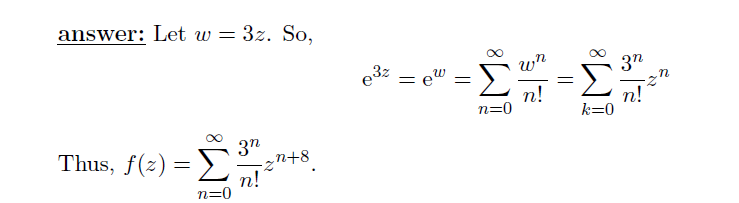 answer: Let w = 3z. So,
e^{3z} = e^w = \sum_{n=0}^{\infty} \frac{w^n}{n!} = \sum_{k=0}^{\infty} \frac{3^n}{n!} z^n
Thus, f(z) = \sum_{n=0}^{\infty} \frac{3^n}{n!} z^{n+8}.